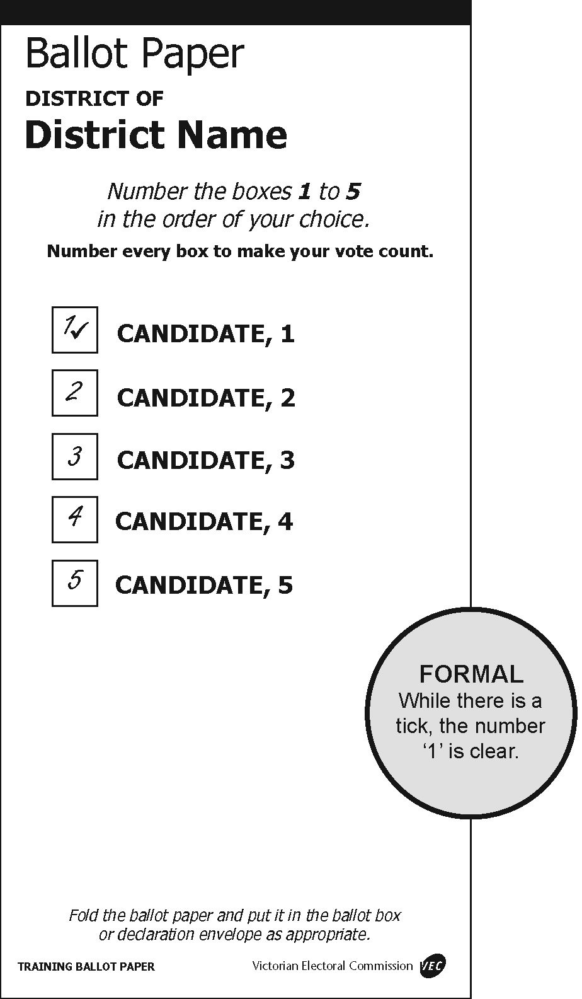 Ballot Paper
DISTRICT OF
District Name
Number the boxes 1 to 5
in the order of your choice.
Number every box to make your vote count.
1✓ CANDIDATE, 1
2 CANDIDATE, 2
3 CANDIDATE, 3
4 CANDIDATE, 4
5 CANDIDATE, 5
FORMAL
While there is a
tick, the number
‘1’ is clear.
Fold the ballot paper and put it in the ballot box
or declaration envelope as appropriate.
TRAINING BALLOT PAPER Victorian Electoral Commission VEC